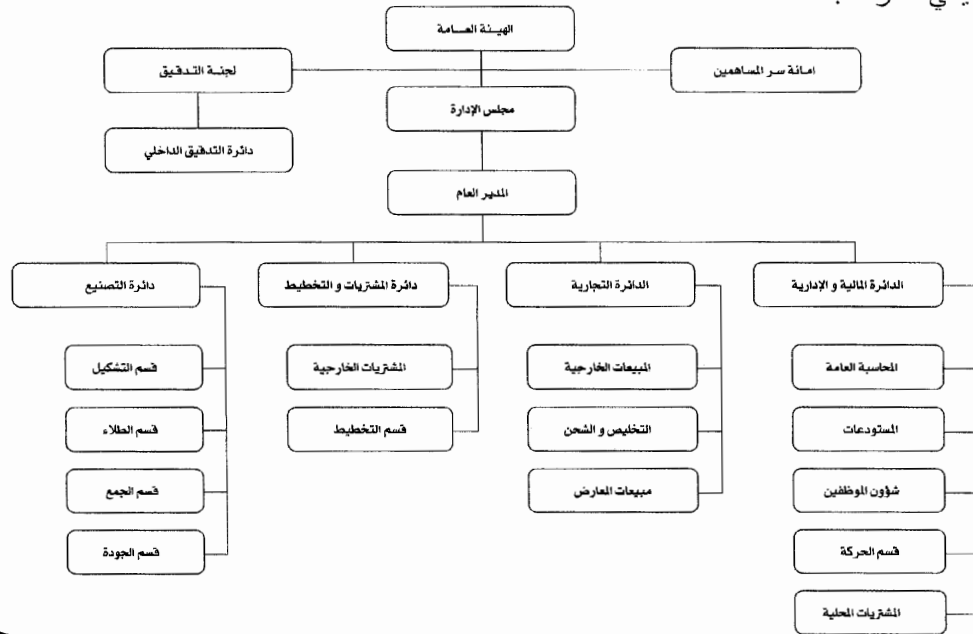 الهيئة العامة
امانة سر المساهمين
لجنة التدقيق
مجلس الإدارة
دائرة التدقيق الداخلي
المدير العام
الدائرة المالية و الإدارية
الدائرة التجارية
دائرة المشتريات و التخطيط
دائرة التصنيع
المحاسبة العامة
المبيعات الخارجية
المشتريات الخارجية
قسم التشكيل
المستودعات
التخليص و الشحن
قسم التخطيط
قسم الطلاء
شؤون الموظفين
مبيعات المعارض
قسم الجمع
قسم الحركة
قسم الجودة
المشتريات المحلية